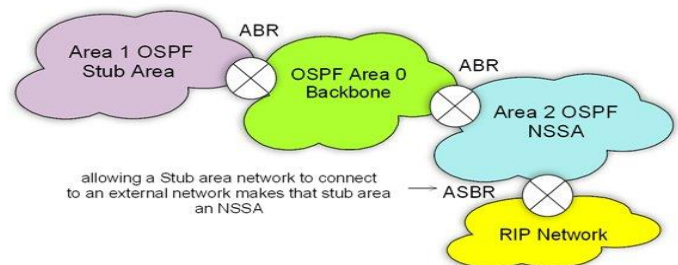 Area 1 OSPF
Stub Area
ABR
OSPF Area 0
Backbone
ABR
Area 2 OSPF
NSSA
allowing a Stub area network to connect
to an external network makes that stub area
an NSSA
ASBR
RIP Network